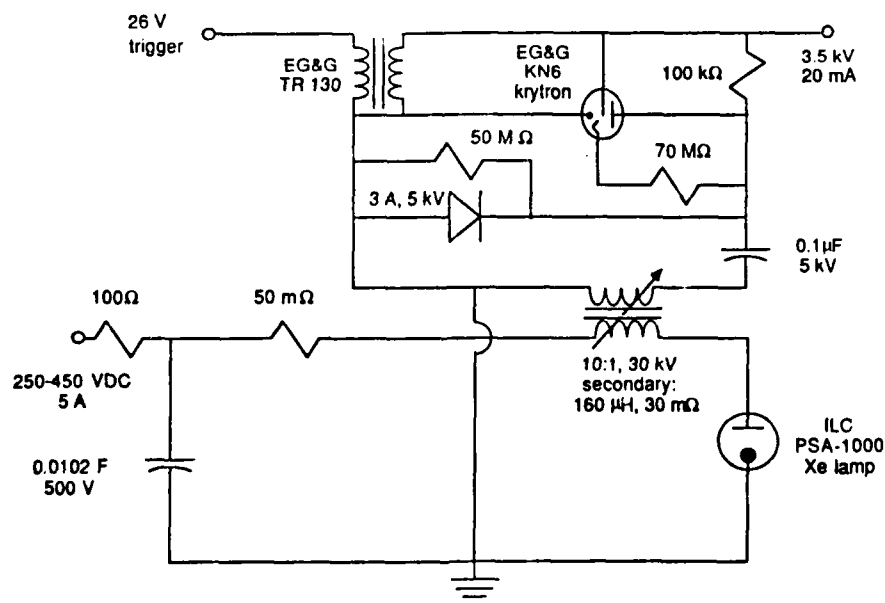 26 V
trigger
EG&G
TR 130
EG&G
KN6
krytron
100 kΩ
3.5 kV
20 mA
50 M Ω
70 MΩ
3 A, 5 kV
0.1µF
5 kV
100Ω
50 mΩ
250-450 VDC
5 A
10:1, 30 kV
secondary:
160 µH, 30 mΩ
0.0102 F
500 V
ILC
PSA-1000
Xe lamp